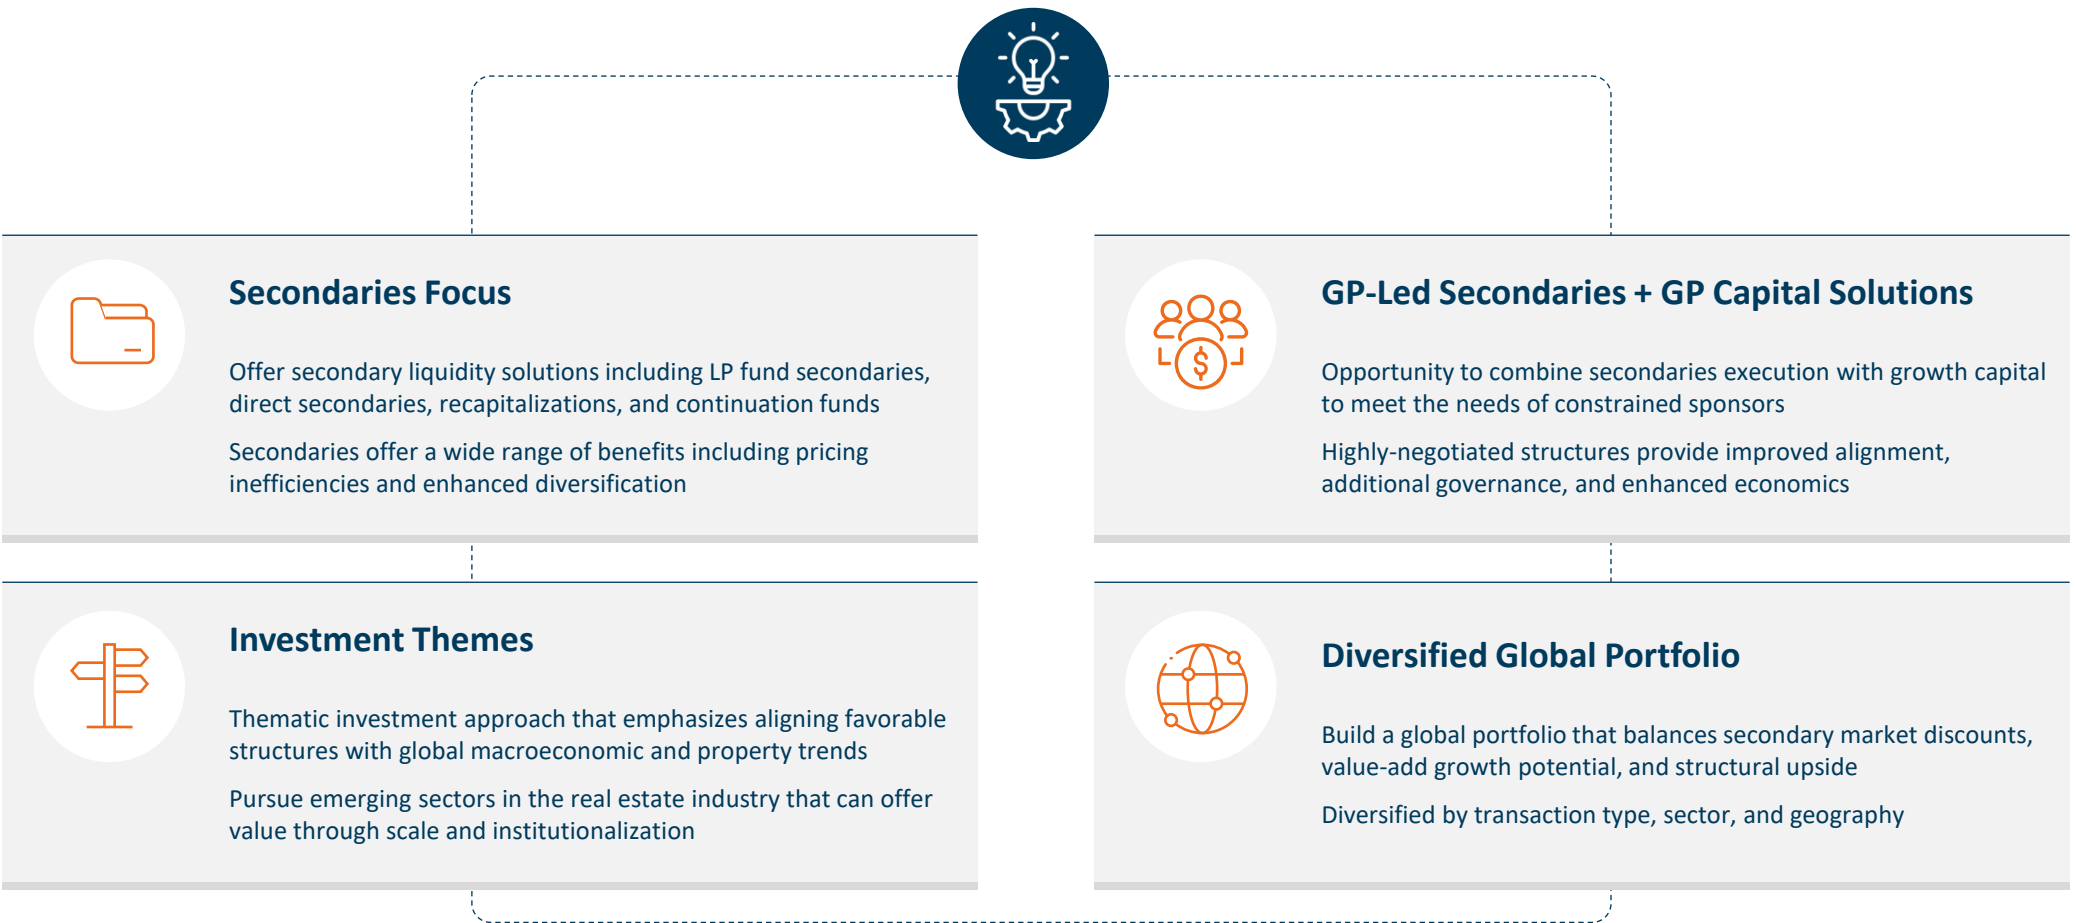 Secondaries Focus
Offer secondary liquidity solutions including LP fund secondaries,
direct secondaries, recapitalizations, and continuation funds
Secondaries offer a wide range of benefits including pricing
inefficiencies and enhanced diversification
GP-Led Secondaries + GP Capital Solutions
Opportunity to combine secondaries execution with growth capital
to meet the needs of constrained sponsors
Highly-negotiated structures provide improved alignment,
additional governance, and enhanced economics
Investment Themes
Thematic investment approach that emphasizes aligning favorable
structures with global macroeconomic and property trends
Pursue emerging sectors in the real estate industry that can offer
value through scale and institutionalization
Diversified Global Portfolio
Build a global portfolio that balances secondary market discounts,
value-add growth potential, and structural upside
Diversified by transaction type, sector, and geography